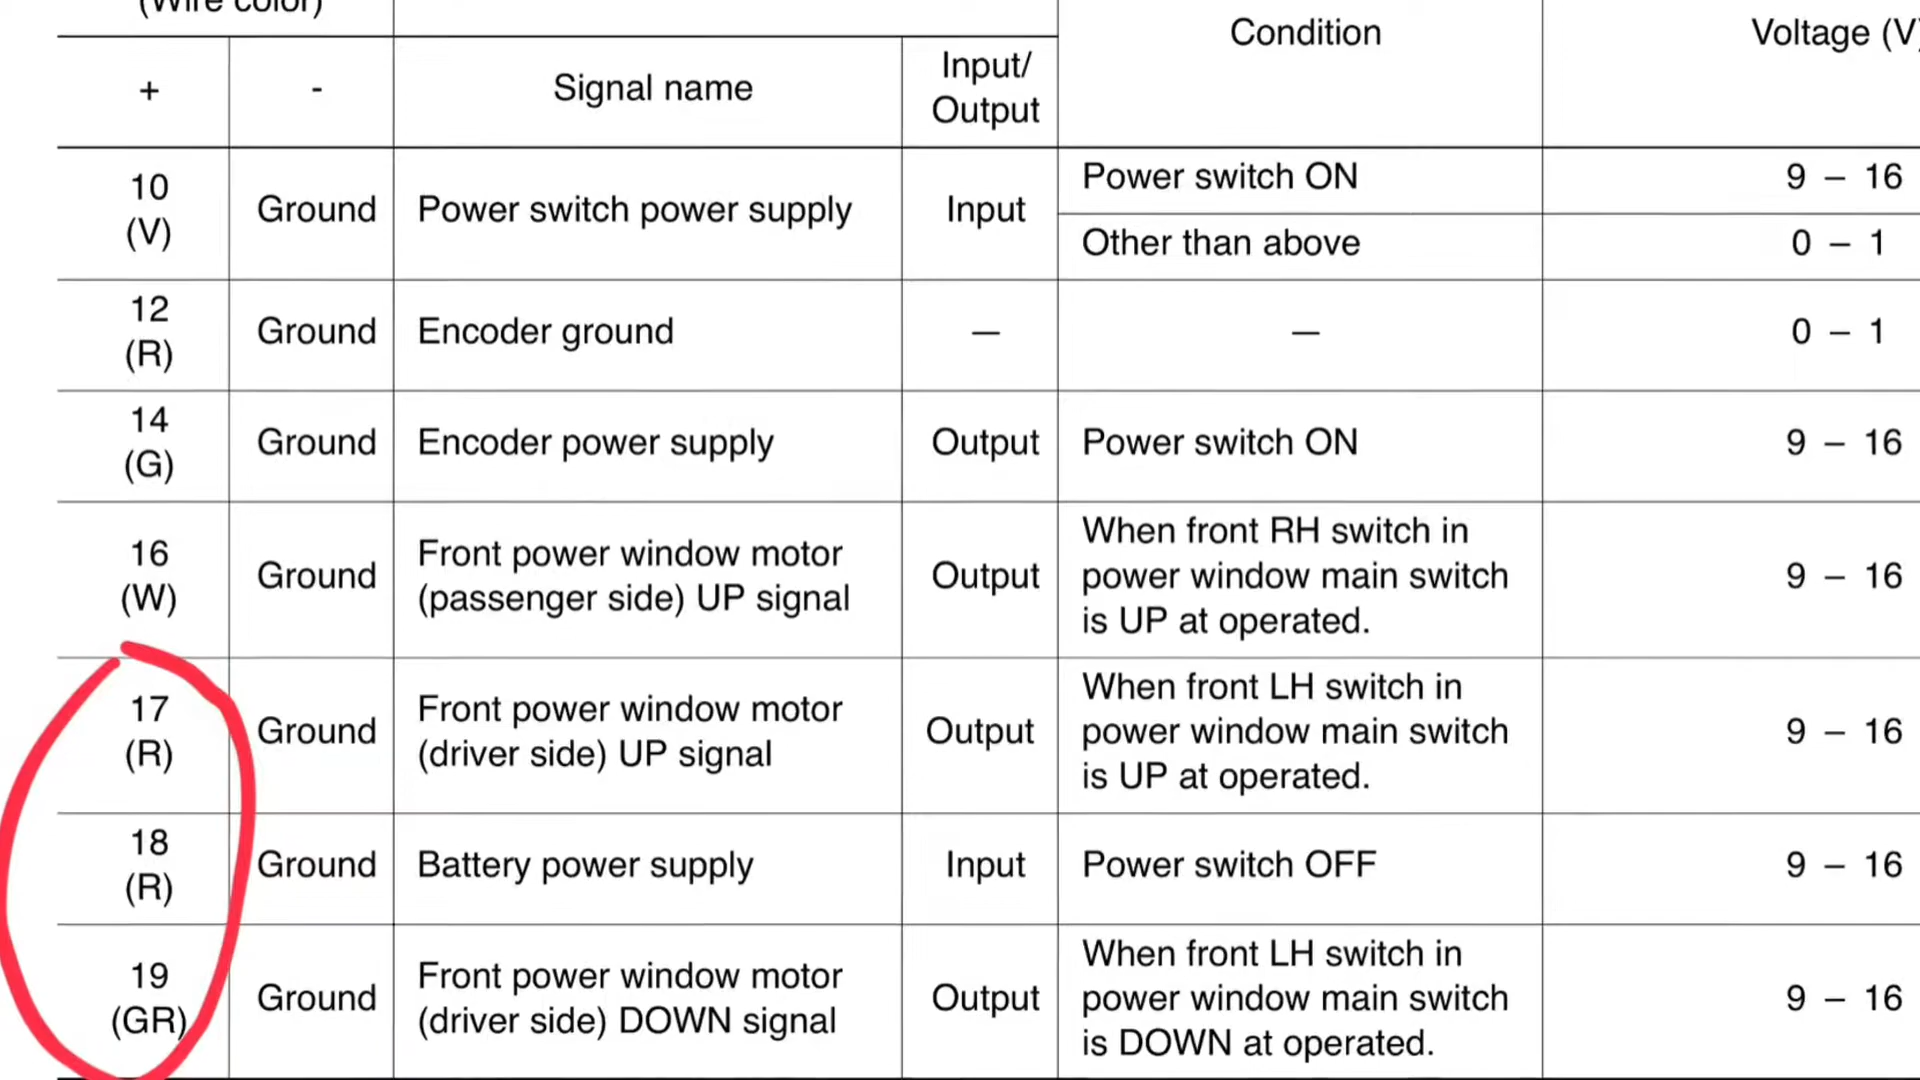 (Wire color)
Condition
Voltage (V)
+
-
Signal name
Input/
Output
10
(V)
Ground
Power switch power supply
Input
Power switch ON
9 – 16
Other than above
0 – 1
12
(R)
Ground
Encoder ground
—
—
0 – 1
14
(G)
Ground
Encoder power supply
Output
Power switch ON
9 – 16
16
(W)
Ground
Front power window motor
(passenger side) UP signal
Output
When front RH switch in
power window main switch
is UP at operated.
9 – 16
17
(R)
Ground
Front power window motor
(driver side) UP signal
Output
When front LH switch in
power window main switch
is UP at operated.
9 – 16
18
(R)
Ground
Battery power supply
Input
Power switch OFF
9 – 16
19
(GR)
Ground
Front power window motor
(driver side) DOWN signal
Output
When front LH switch in
power window main switch
is DOWN at operated.
9 – 16